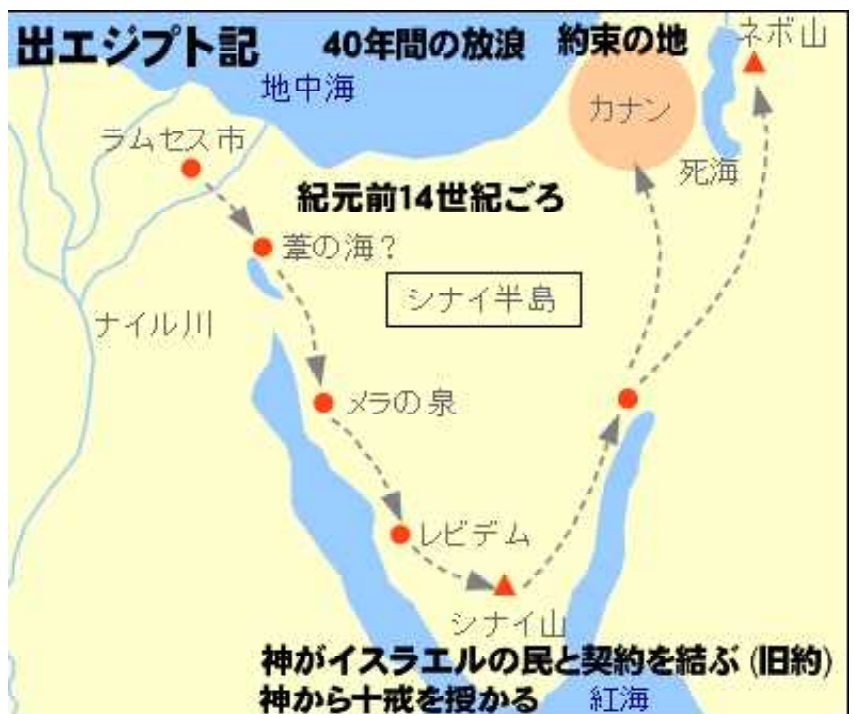 出エジプト記
40年間の放浪
約束の地
ネボ山
地中海
カナン
ラムセス市
死海
紀元前14世紀ごろ
葦の海？
シナイ半島
ナイル川
メラの泉
レビデム
シナイ山
神がイスラエルの民と契約を結ぶ (旧約)
神から十戒を授かる
紅海